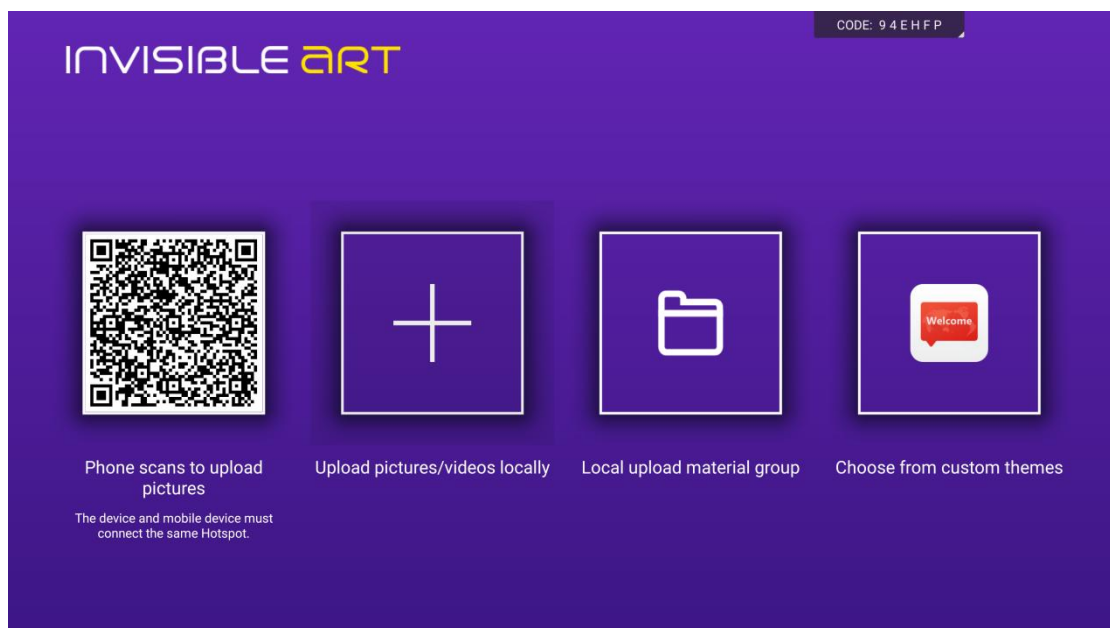 CODE: 9 4 E H F P
INVISIBLE ART
Welcome
Phone scans to upload
pictures
The device and mobile device must
connect the same Hotspot.
Upload pictures/videos locally
Local upload material group
Choose from custom themes